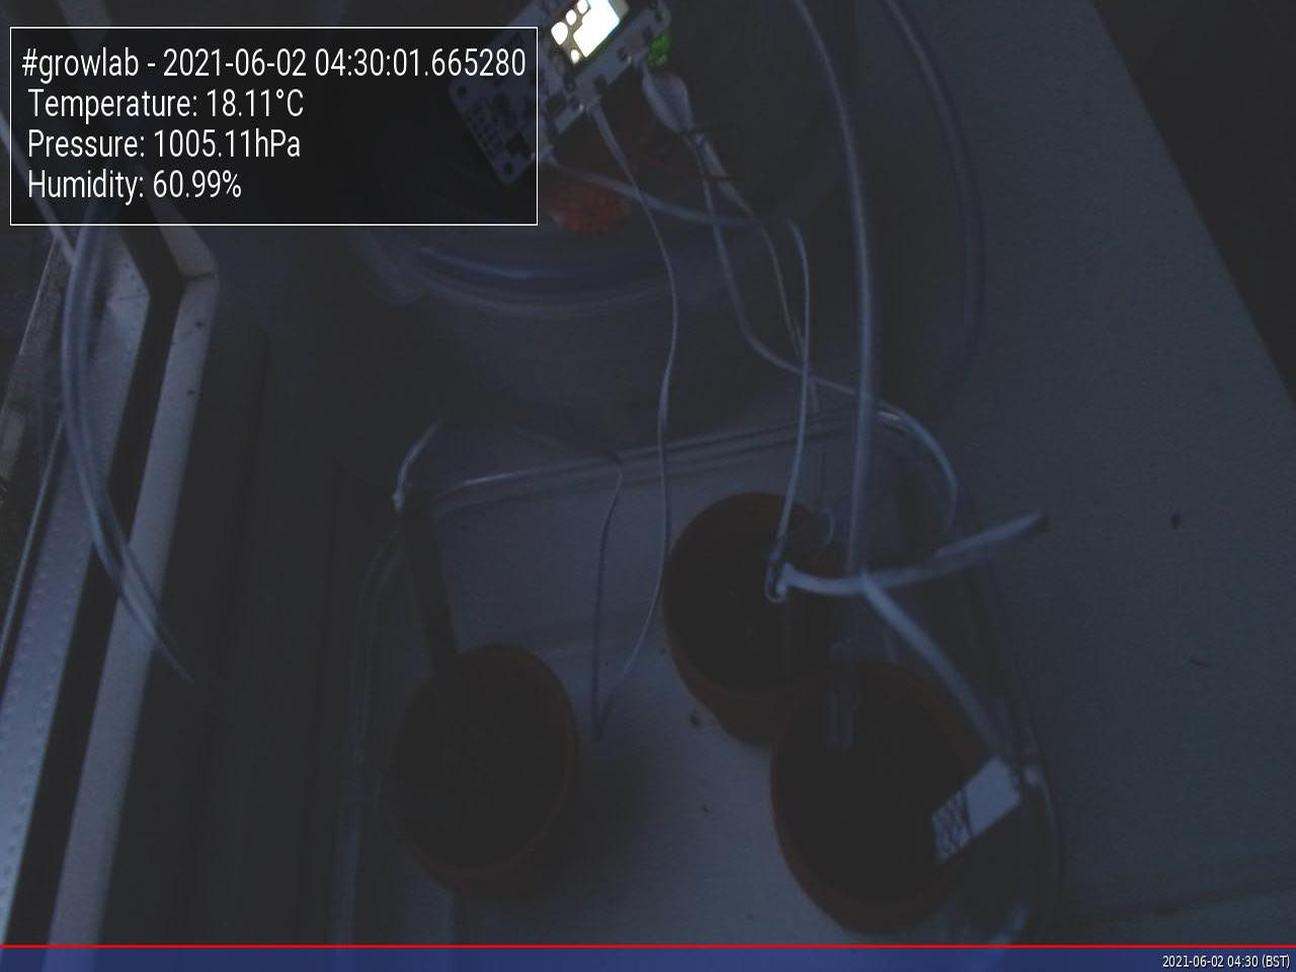 #growlab - 2021-06-02 04:30:01.665280
Temperature: 18.11°C
Pressure: 1005.11hPa
Humidity: 60.99%
2021-06-02 04:30 (BST)